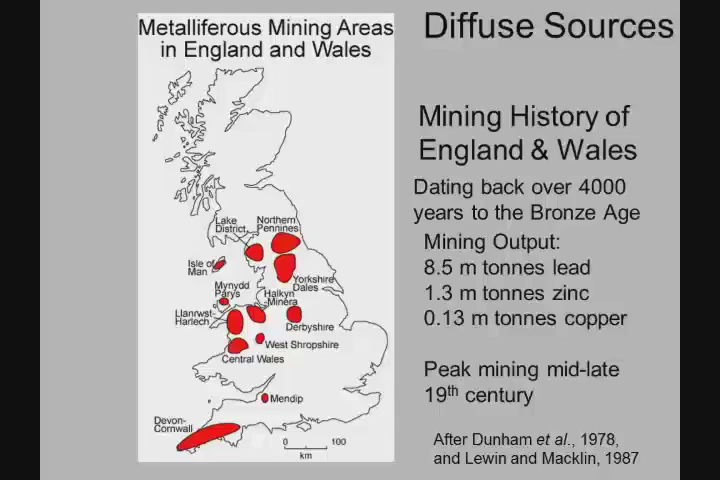 Metalliferous Mining Areas
in England and Wales
Lake
District
Northern
Pennines
Isle of
Man
Yorkshire
Dales
Mynydd
Parys
Halkyn
-Minera
Llanrwst-
Harlech
Derbyshire
West Shropshire
Central Wales
Mendip
Devon-
Cornwall
0 100
km
Diffuse Sources
Mining History of
England & Wales
Dating back over 4000
years to the Bronze Age
Mining Output:
8.5 m tonnes lead
1.3 m tonnes zinc
0.13 m tonnes copper
Peak mining mid-late
19th century
After Dunham et al., 1978,
and Lewin and Macklin, 1987